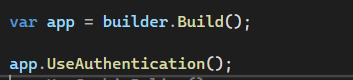 var app = builder.Build();
app.UseAuthentication();